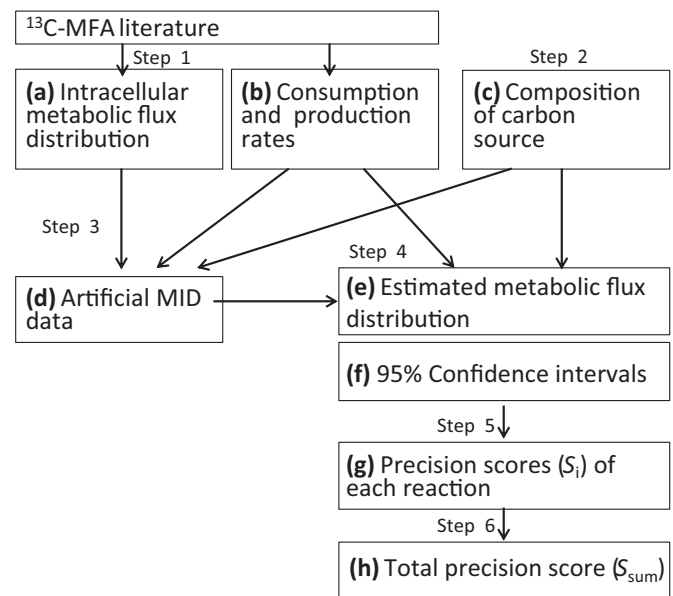 ¹³C-MFA literature
Step 1
Step 2
(a) Intracellular
metabolic flux
distribution
(b) Consumption
and production
rates
(c) Composition
of carbon
source
Step 3
Step 4
(d) Artificial MID
data
(e) Estimated metabolic flux
distribution
(f) 95% Confidence intervals
Step 5
(g) Precision scores (Sᵢ) of
each reaction
Step 6
(h) Total precision score (Ssum)